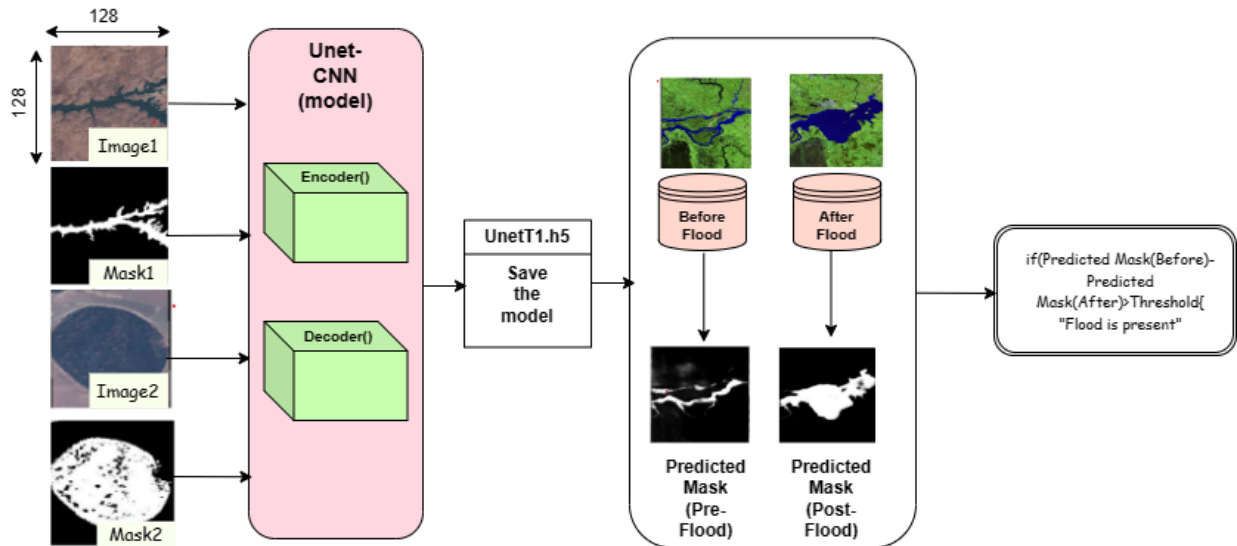 128
128
Image1
Mask1
Image2
Mask2
Unet-
CNN
(model)
Encoder()
Decoder()
UnetT1.h5
Save
the
model
Before
Flood
After
Flood
Predicted
Mask
(Pre-
Flood)
Predicted
Mask
(Post-
Flood)
if(Predicted Mask(Before)-
Predicted
Mask(After)>Threshold{
"Flood is present"